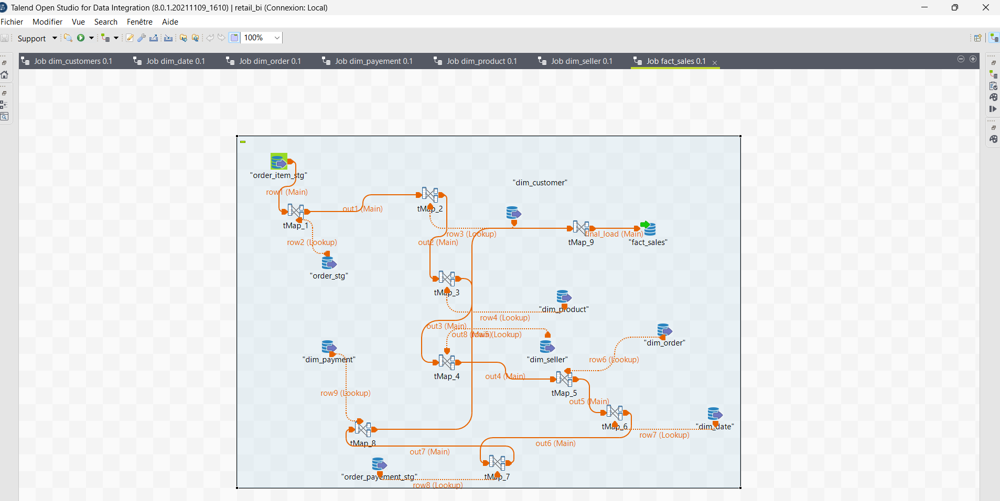 Talend Open Studio for Data Integration (8.0.1.20211109_1610) | retail_bi (Connexion: Local)
Fichier Modifier Vue Search Fenêtre Aide
Support 100%
Job dim_customers 0.1 Job dim_date 0.1 Job dim_order 0.1 Job dim_payement 0.1 Job dim_product 0.1 Job dim_seller 0.1 Job fact_sales 0.1
"order_item_stg"
"dim_customer"
row1 (Main)
out1 (Main)
tMap_2
tMap_1
row3 (Lookup)
final_load (Main)
row2 (Lookup)
out2 (Main)
tMap_9
"fact_sales"
"order_stg"
tMap_3
"dim_product"
row4 (Lookup)
out3 (Main)
out8 (Main)
row5 (Lookup)
"dim_order"
"dim_payment"
"dim_seller"
row6 (Lookup)
tMap_4
out4 (Main)
row9 (Lookup)
tMap_5
out5 (Main)
tMap_6
"dim_date"
row7 (Lookup)
tMap_8
out6 (Main)
out7 (Main)
"order_payement_stg"
tMap_7
row8 (Lookup)